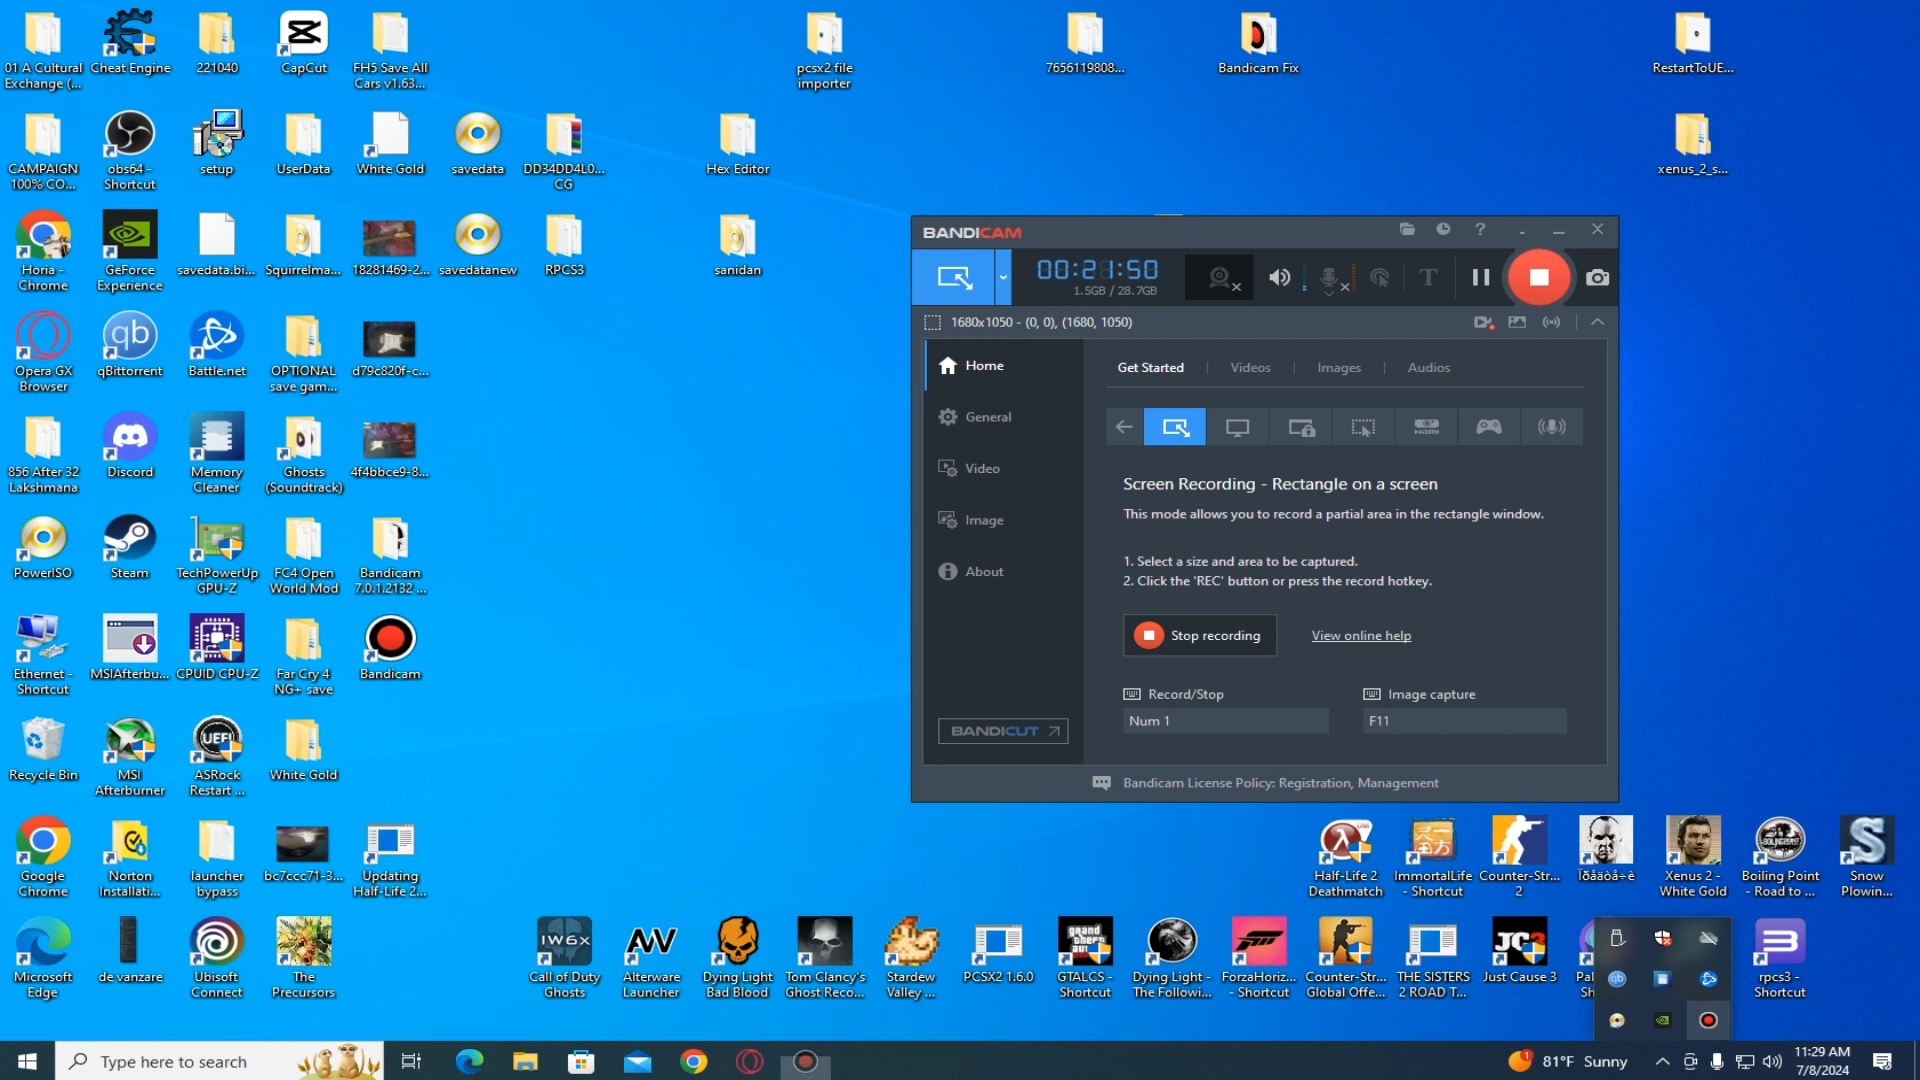 01 A Cultural
Exchange (...
Cheat Engine
221040
CapCut
FH5 Save All
Cars v1.63...
pcsx2 file
importer
7656119808...
Bandicam Fix
RestartToUE...
CAMPAIGN
100% CO...
obs64 -
Shortcut
setup
UserData
White Gold
savedata
DD34DD4L0...
CG
Hex Editor
xenus_2_s...
Horia -
Chrome
GeForce
Experience
savedata.bi...
Squirrelma...
18281469-2...
savedatanew
RPCS3
sanidan
Opera GX
Browser
qBittorrent
Battle.net
OPTIONAL
save gam...
d79c820f-c...
856 After 32
Lakshmana
Discord
Memory
Cleaner
Ghosts
(Soundtrack)
4f4bbce9-8...
PowerISO
Steam
TechPowerUp
GPU-Z
FC4 Open
World Mod
Bandicam
7.0.1.2132 ...
Ethernet -
Shortcut
MSIAfterbu...
CPUID CPU-Z
Far Cry 4
NG+ save
Bandicam
Recycle Bin
MSI
Afterburner
UEFI
ASRock
Restart ...
White Gold
Google
Chrome
Norton
Installati...
launcher
bypass
bc7ccc71-3...
Updating
Half-Life 2...
Microsoft
Edge
de vanzare
Ubisoft
Connect
The
Precursors
BANDICAM
00:21:50
1.5GB / 28.7GB
1680x1050 - (0, 0), (1680, 1050)
Home
General
Video
Image
About
BANDICUT
Get Started
Videos
Images
Audios
HDMI
Screen Recording - Rectangle on a screen
This mode allows you to record a partial area in the rectangle window.
1. Select a size and area to be captured.
2. Click the 'REC' button or press the record hotkey.
Stop recording
View online help
Record/Stop
Image capture
Num 1
F11
Bandicam License Policy: Registration, Management
Half-Life 2
Deathmatch
ImmortalLife
- Shortcut
Counter-Str...
2
Ïðåäòå÷è
Xenus 2 -
White Gold
Boiling Point
- Road to ...
Snow
Plowin...
IW6x
Call of Duty
Ghosts
Alterware
Launcher
Dying Light
Bad Blood
Tom Clancy's
Ghost Reco...
Stardew
Valley ...
PCSX2 1.6.0
grand
theft
auto
GTALCS -
Shortcut
Dying Light -
The Followi...
ForzaHoriz...
- Shortcut
Counter-Str...
Global Offe...
THE SISTERS
2 ROAD T...
JC3
Just Cause 3
Pal
Sh
rpcs3 -
Shortcut
Type here to search
1
81°F Sunny
11:29 AM
7/8/2024